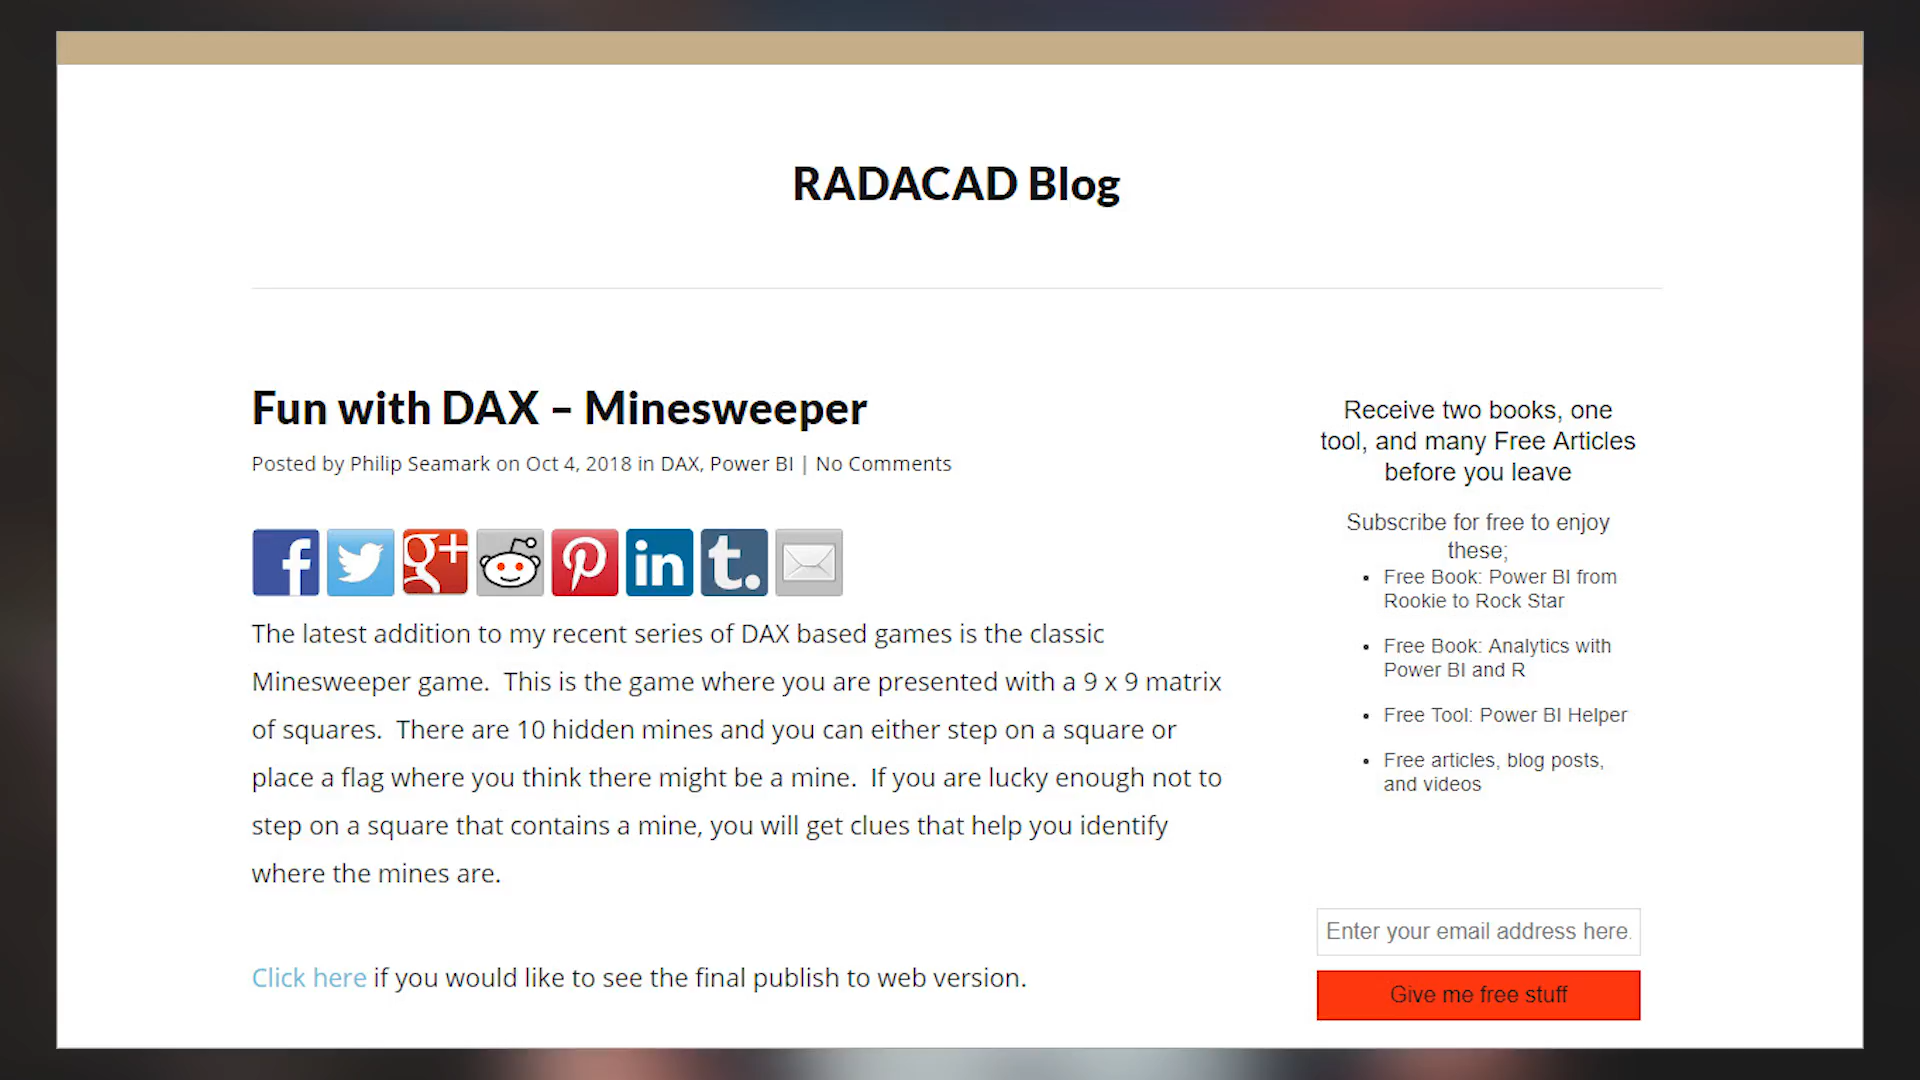 RADACAD Blog
Fun with DAX – Minesweeper
Posted by Philip Seamark on Oct 4, 2018 in DAX, Power BI | No Comments
f g+ p in t.
The latest addition to my recent series of DAX based games is the classic
Minesweeper game.  This is the game where you are presented with a 9 x 9 matrix
of squares.  There are 10 hidden mines and you can either step on a square or
place a flag where you think there might be a mine.  If you are lucky enough not to
step on a square that contains a mine, you will get clues that help you identify
where the mines are.
Click here if you would like to see the final publish to web version.
Receive two books, one
tool, and many Free Articles
before you leave
Subscribe for free to enjoy
these;
• Free Book: Power BI from
Rookie to Rock Star
• Free Book: Analytics with
Power BI and R
• Free Tool: Power BI Helper
• Free articles, blog posts,
and videos
Enter your email address here.
Give me free stuff